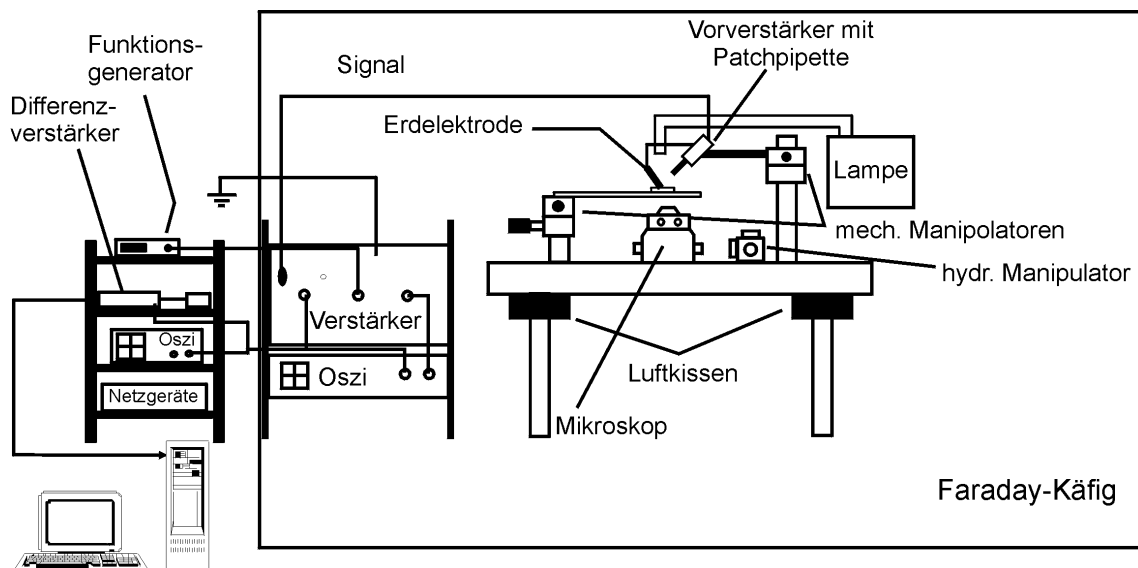 Funktions-
generator
Differenz-
verstärker
Signal
Vorverstärker mit
Patchpipette
Erdelektrode
Lampe
mech. Manipolatoren
hydr. Manipulator
Verstärker
Oszi
Oszi
Netzgeräte
Luftkissen
Mikroskop
Faraday-Käfig